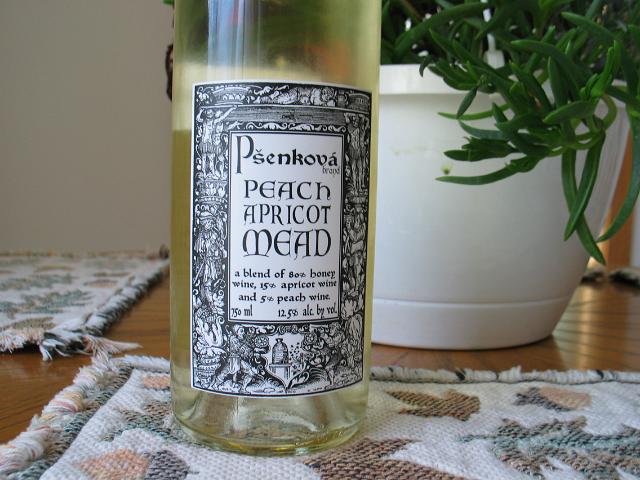 Pšenková
brand
PEACH
APRICOT
MEAD
a blend of 80% honey
wine, 15% apricot wine
and 5% peach wine.
750 ml 12.5% alc. by vol.